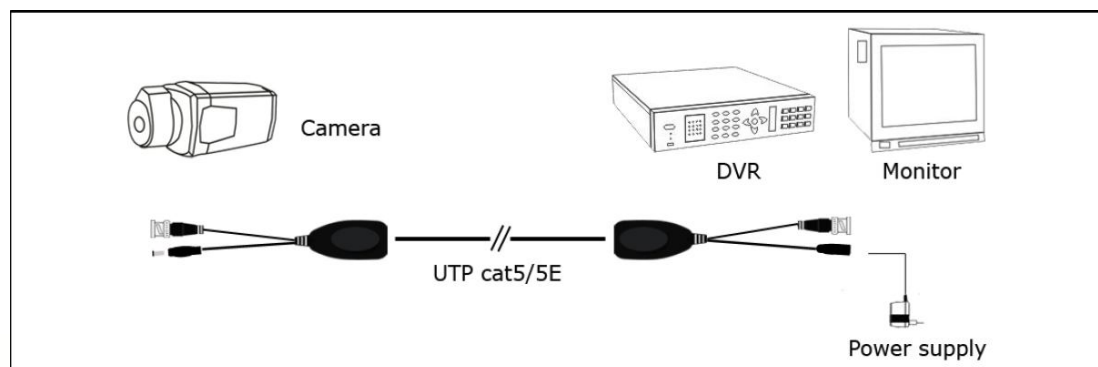 Camera
DVR
Monitor
UTP cat5/5E
Power supply